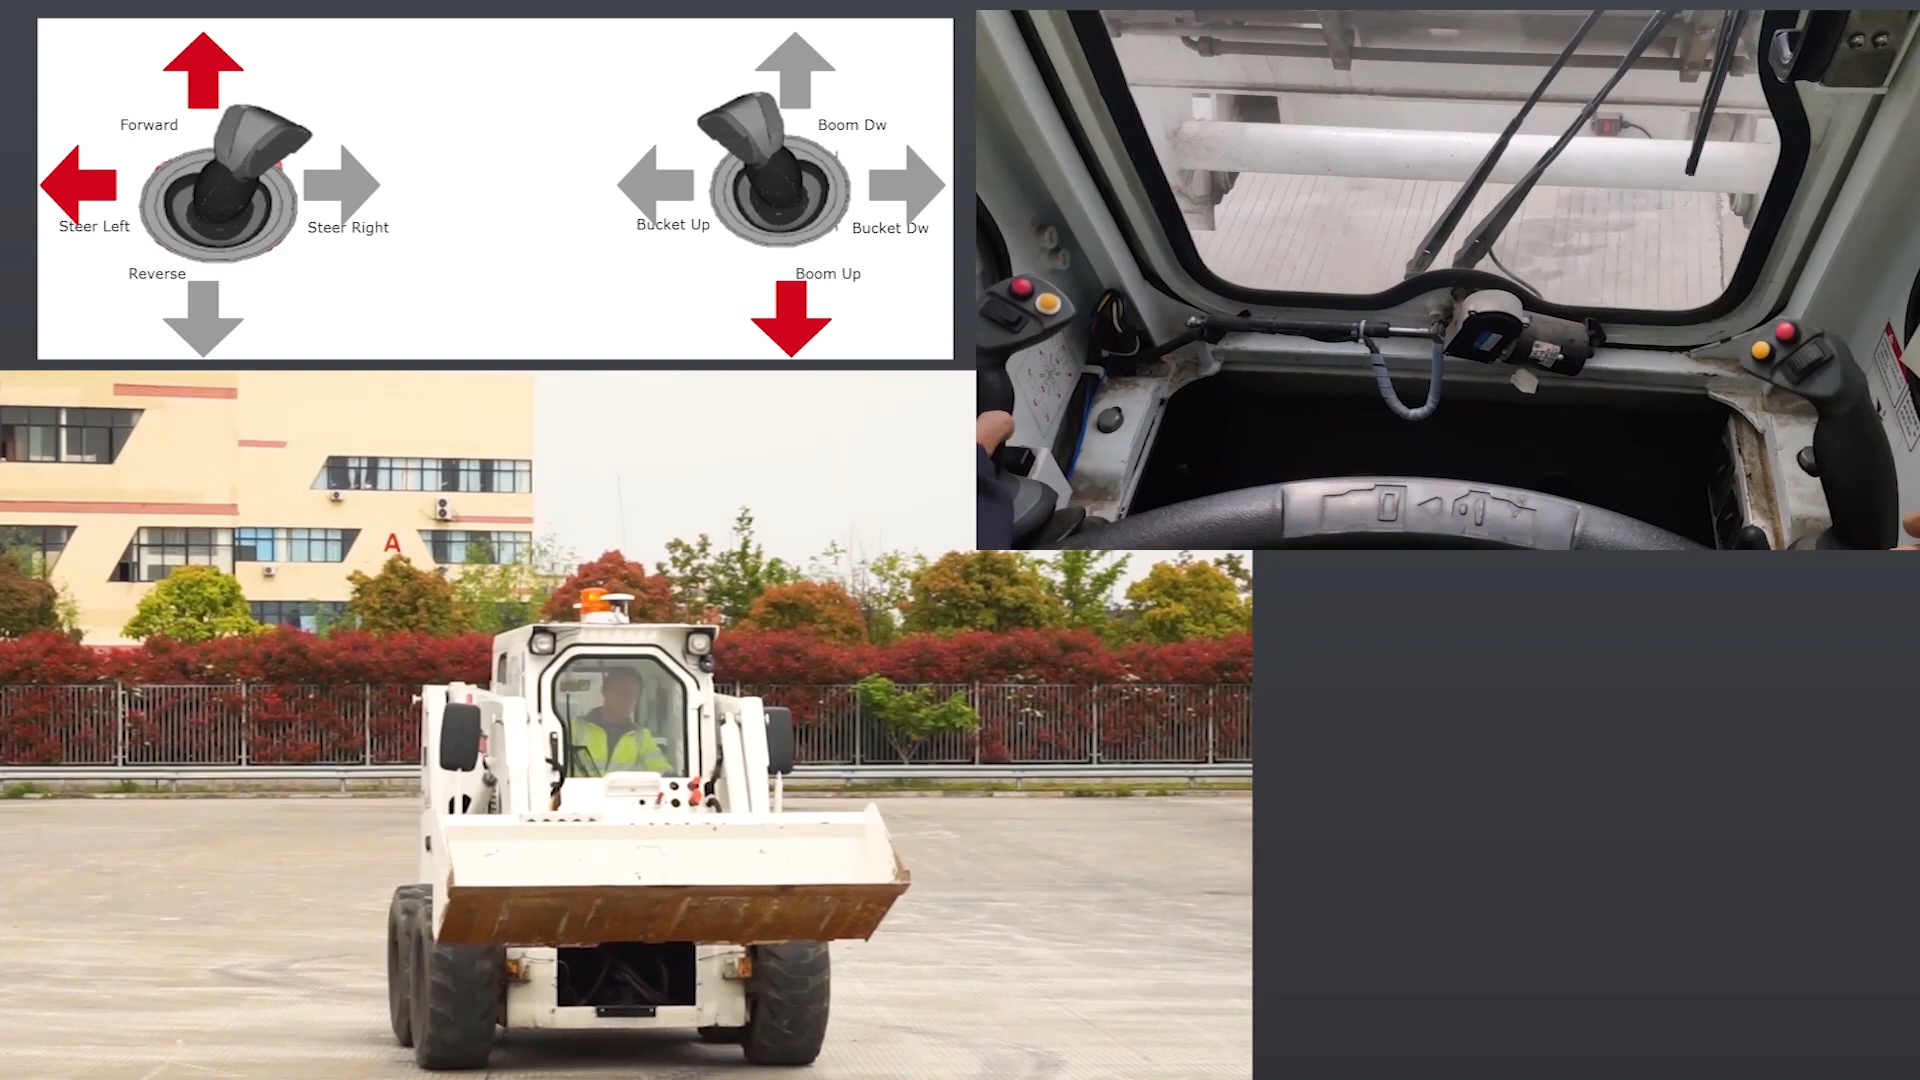 Forward
Steer Left
Steer Right
Reverse
Boom Dw
Bucket Up
Bucket Dw
Boom Up
A